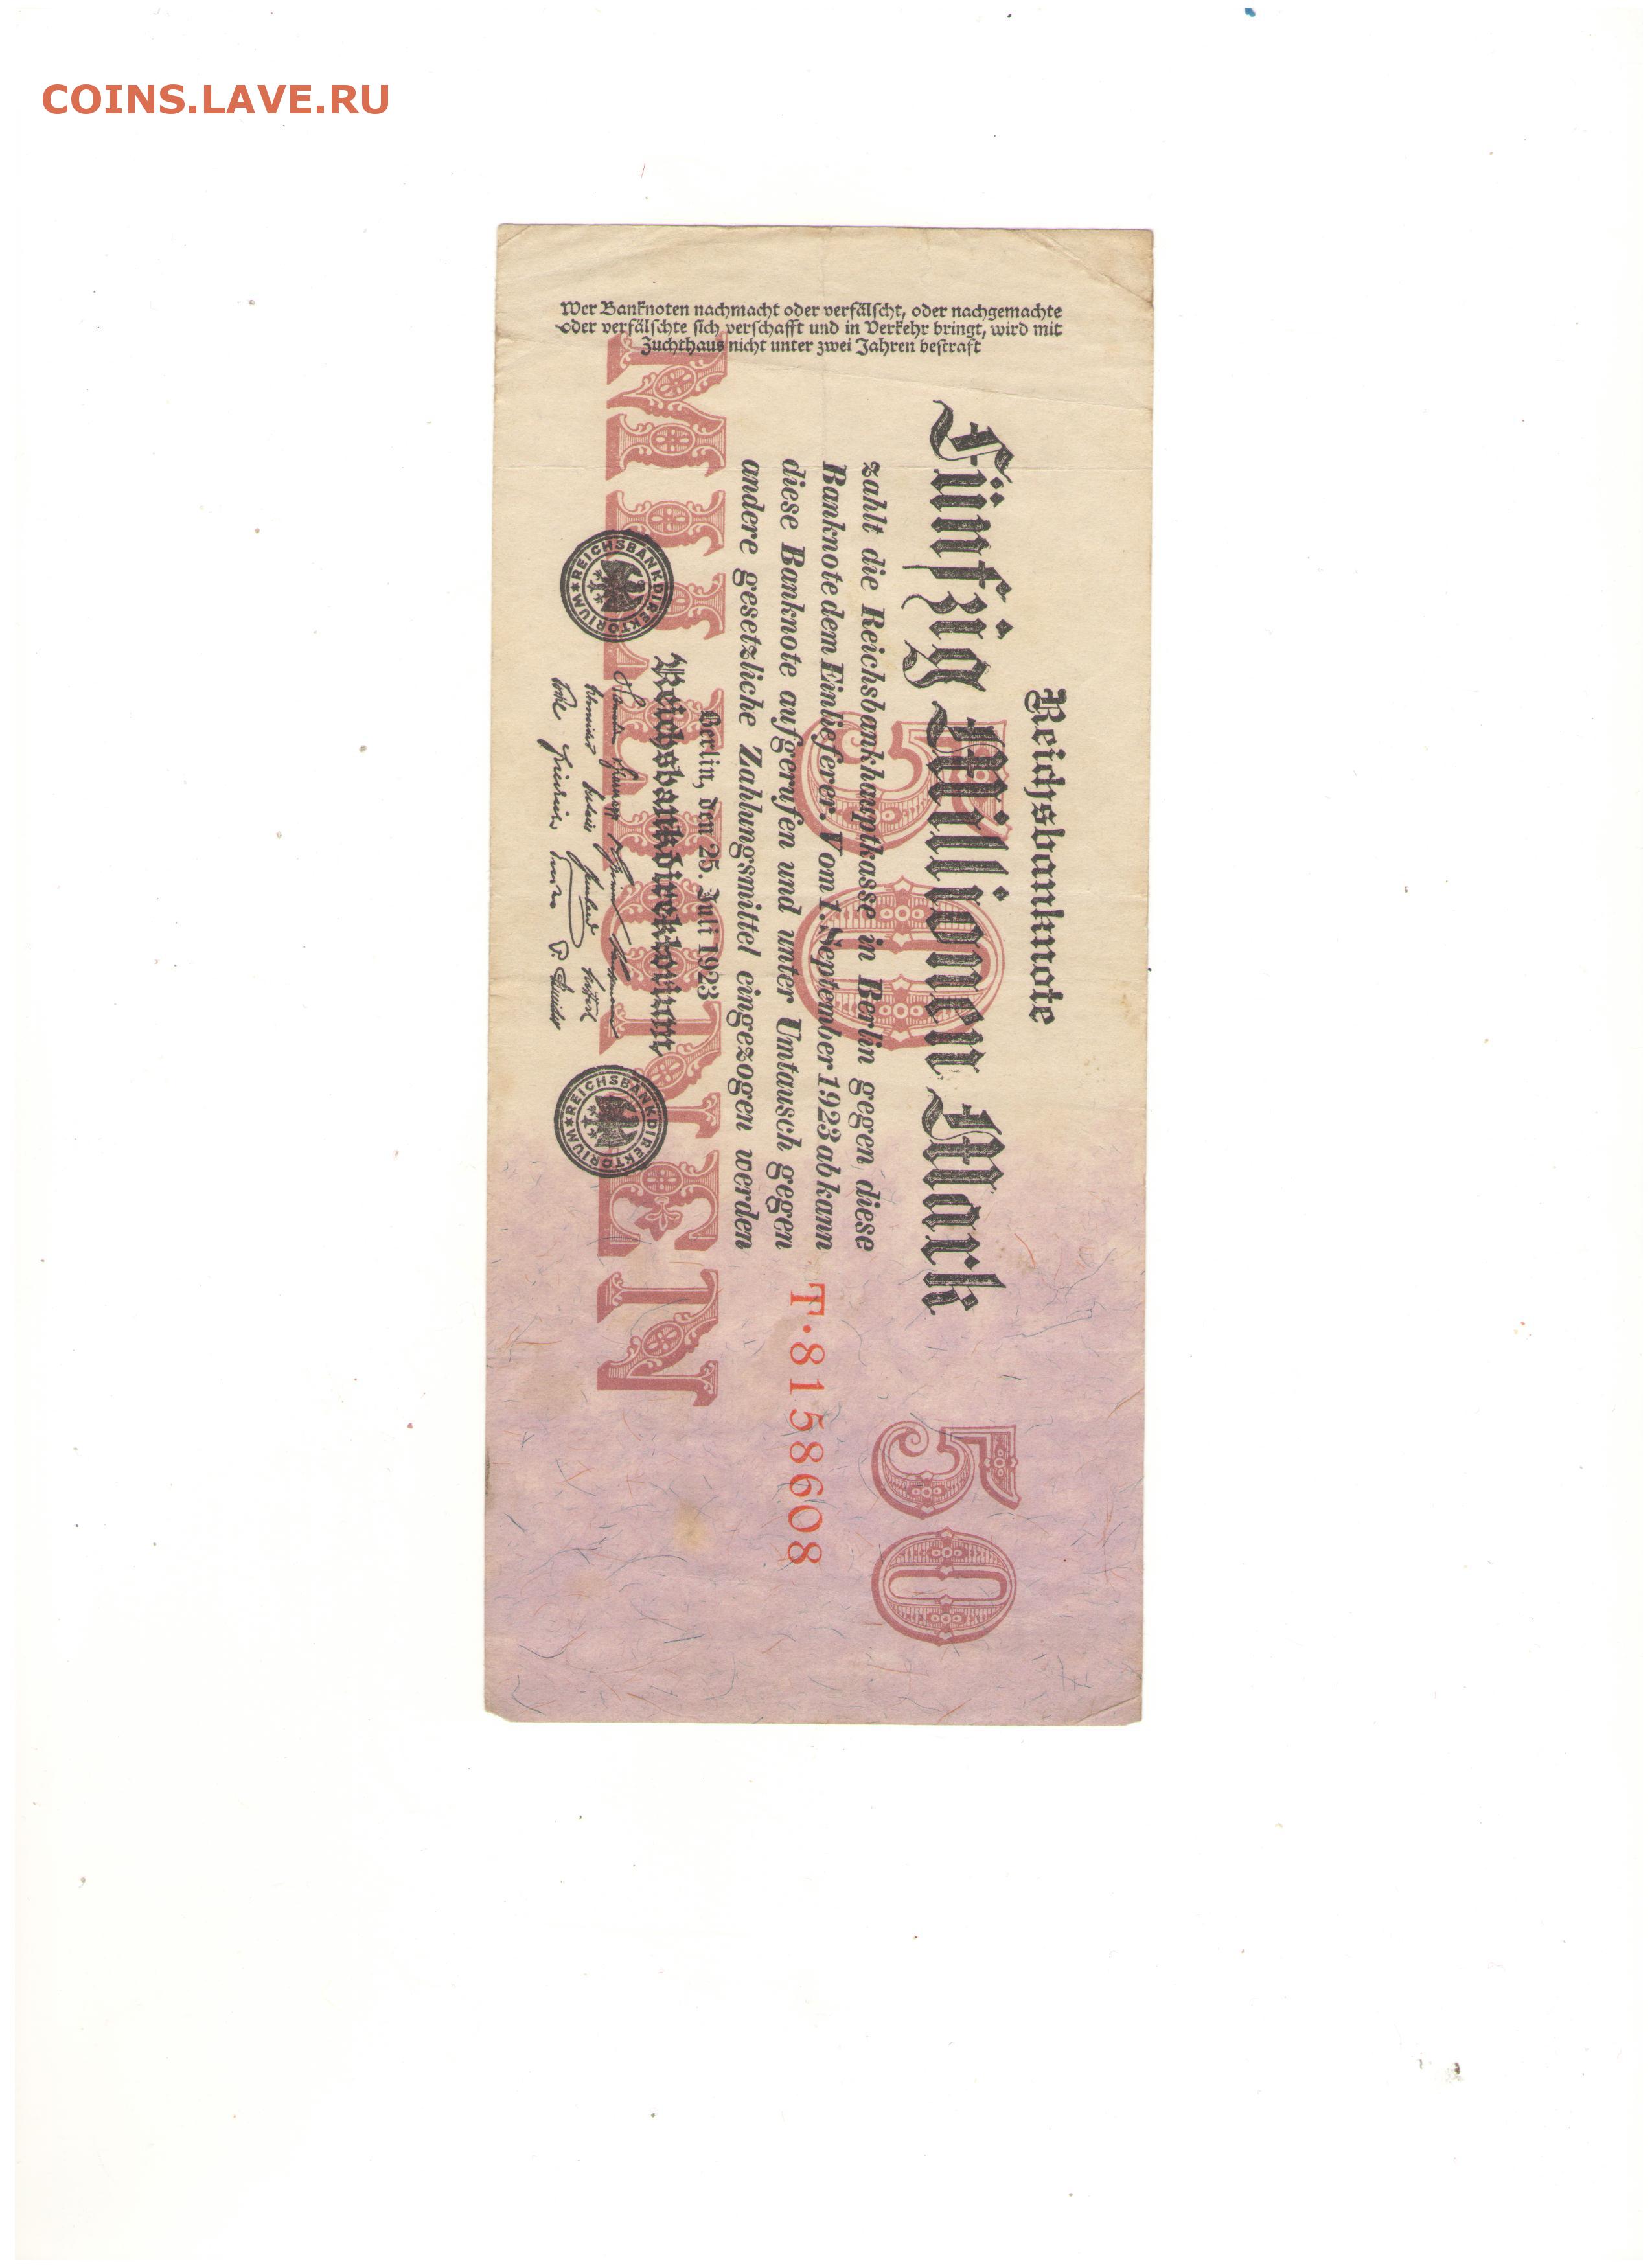 COINS.LAVE.RU
Wer Banknoten nachmacht oder verfälscht, oder nachgemachte
oder verfälschte sich verschafft und in Verkehr bringt, wird mit
Zuchthaus nicht unter zwei Jahren bestraft
Reichsbanknote
50
Fünfzig Millionen Mark
zahlt die Reichsbankhauptkasse in Berlin gegen diese
Banknote dem Einlieferer. Vom 1. September 1923 ab kann
diese Banknote aufgerufen und unter Umtausch gegen
andere gesetzliche Zahlungsmittel eingezogen werden
Berlin, den 25. Juli 1923
Reichsbankdirektorium
MILLIONEN
REICHSBANKDIREKTORIUM
REICHSBANKDIREKTORIUM
50
T·8158608